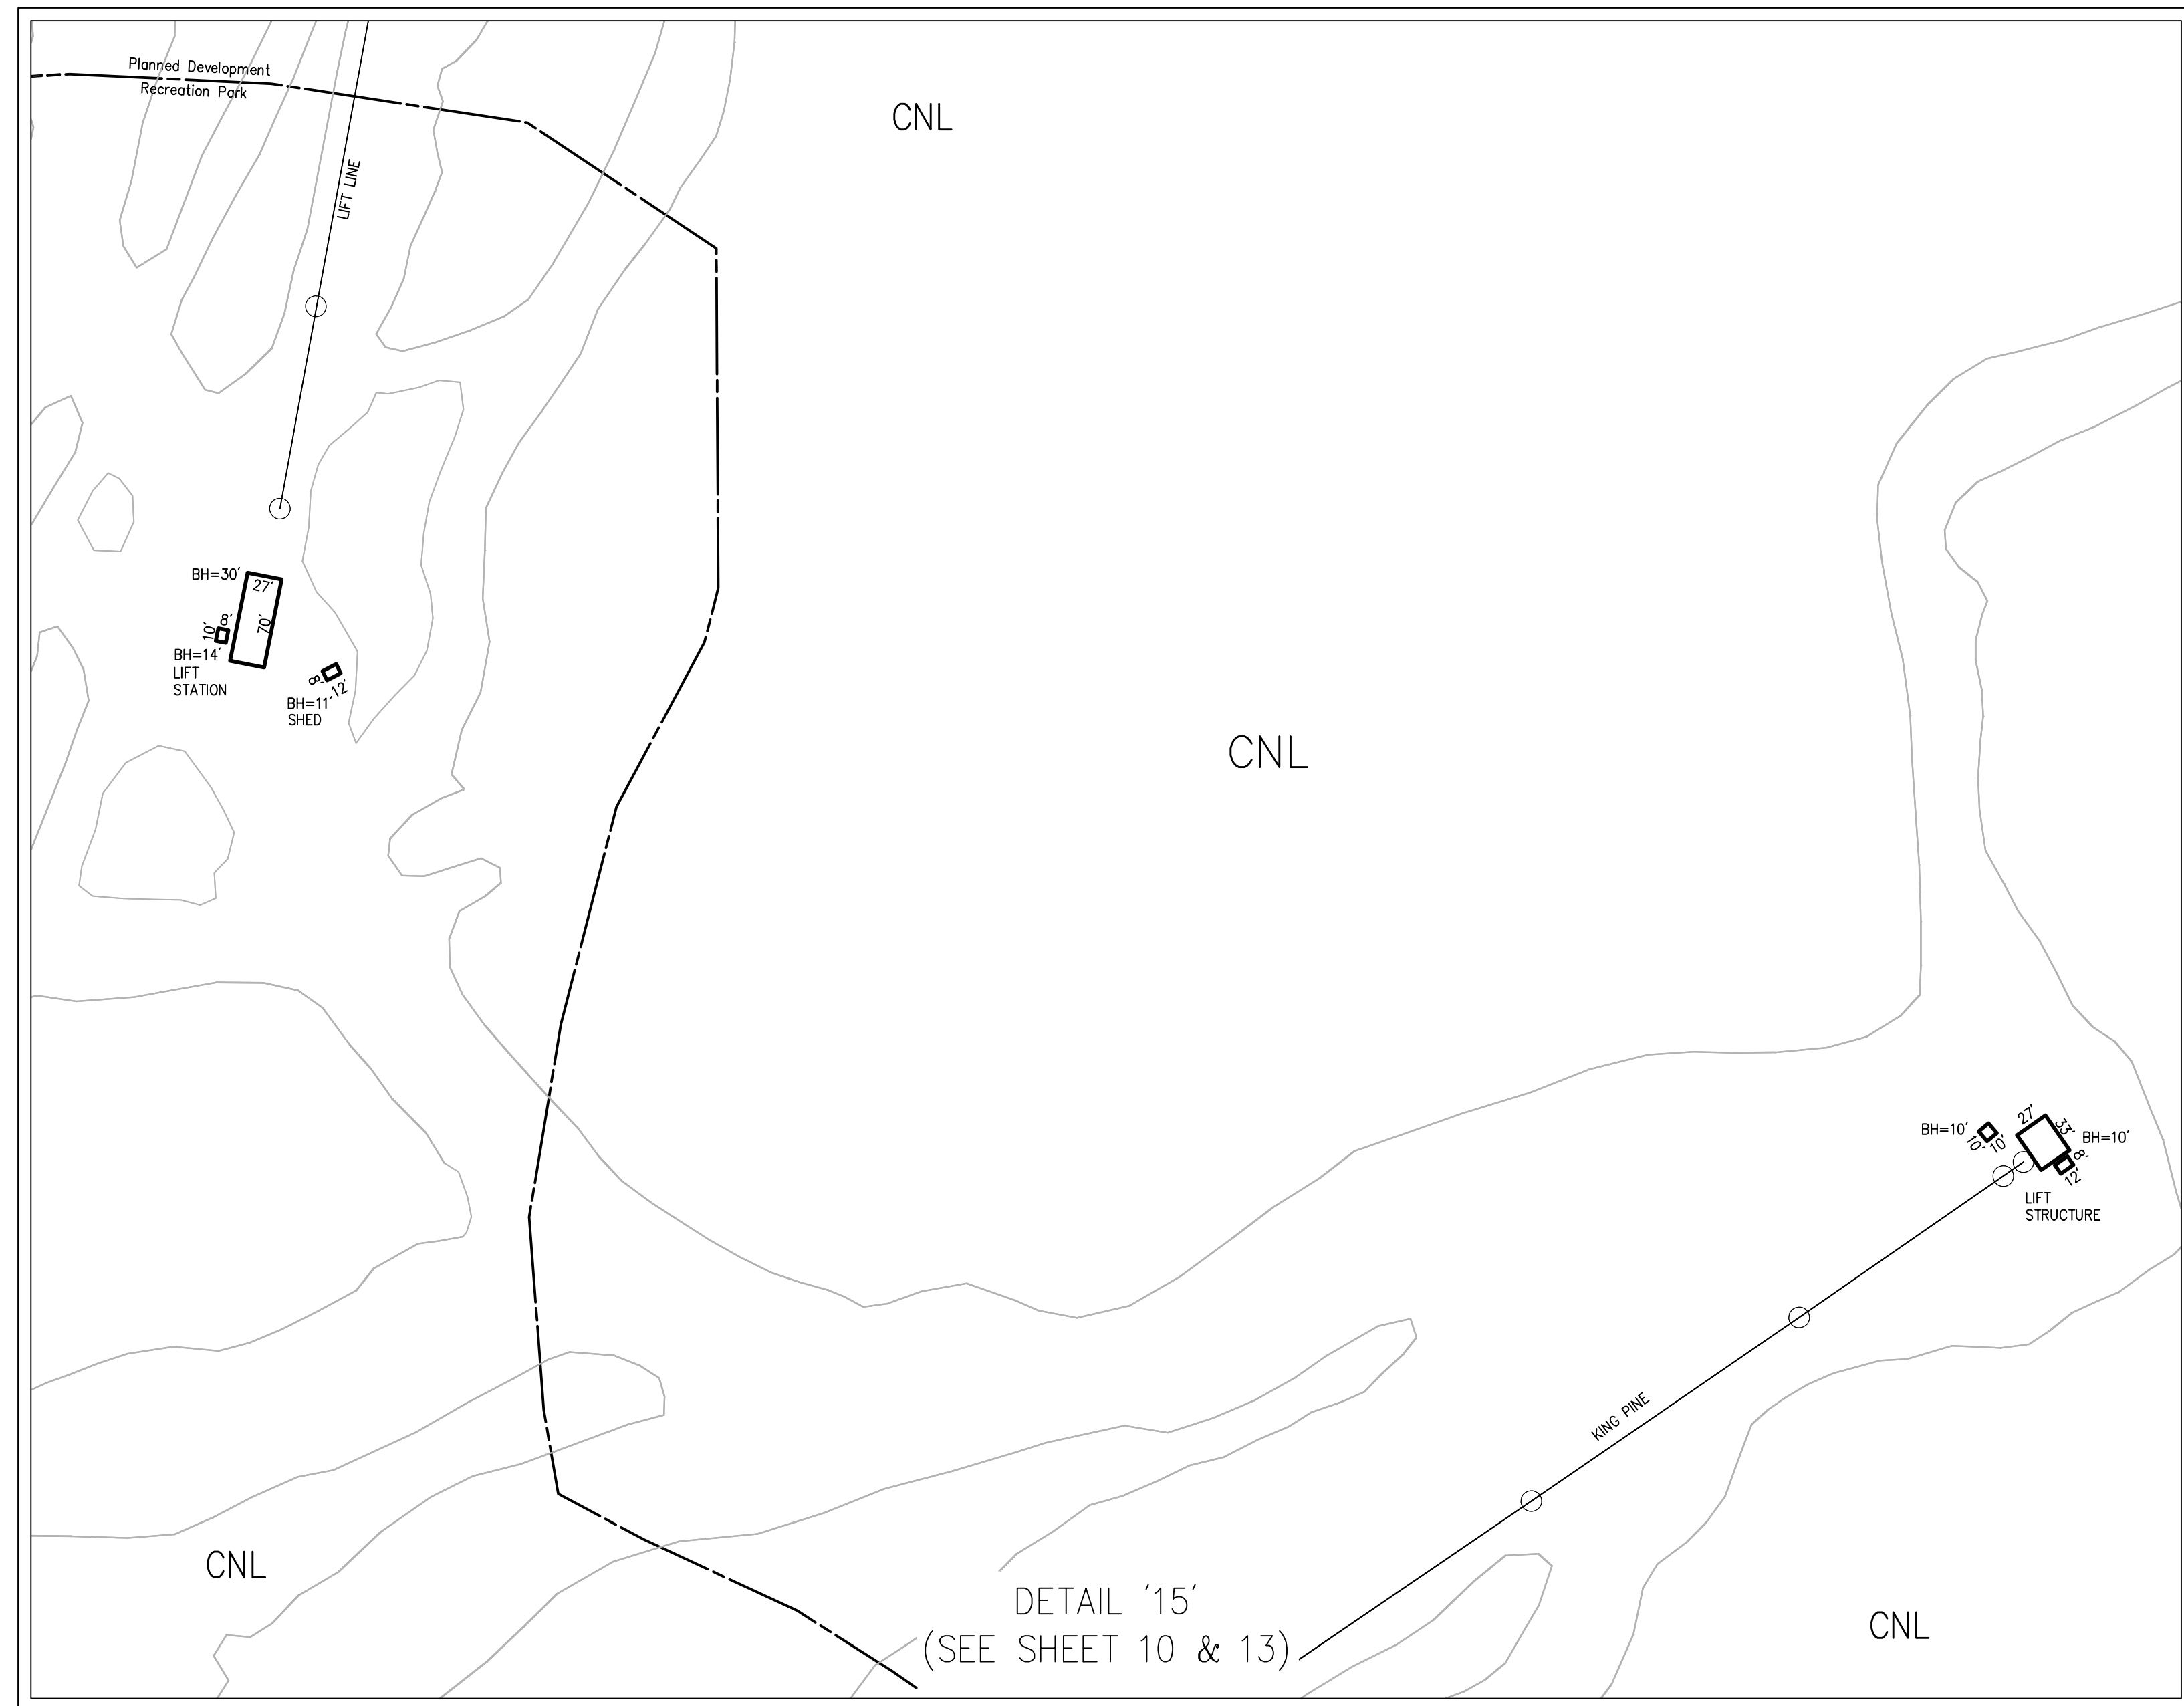 Planned Development
Recreation Park
CNL
LIFT LINE
BH=30'
27'
70'
8'
10'
BH=14'
LIFT
STATION
8'
12'
BH=11'
SHED
CNL
BH=10'
10'
10'
27'
33'
BH=10'
8'
12'
LIFT
STRUCTURE
KING PINE
CNL
DETAIL '15'
(SEE SHEET 10 & 13)
CNL